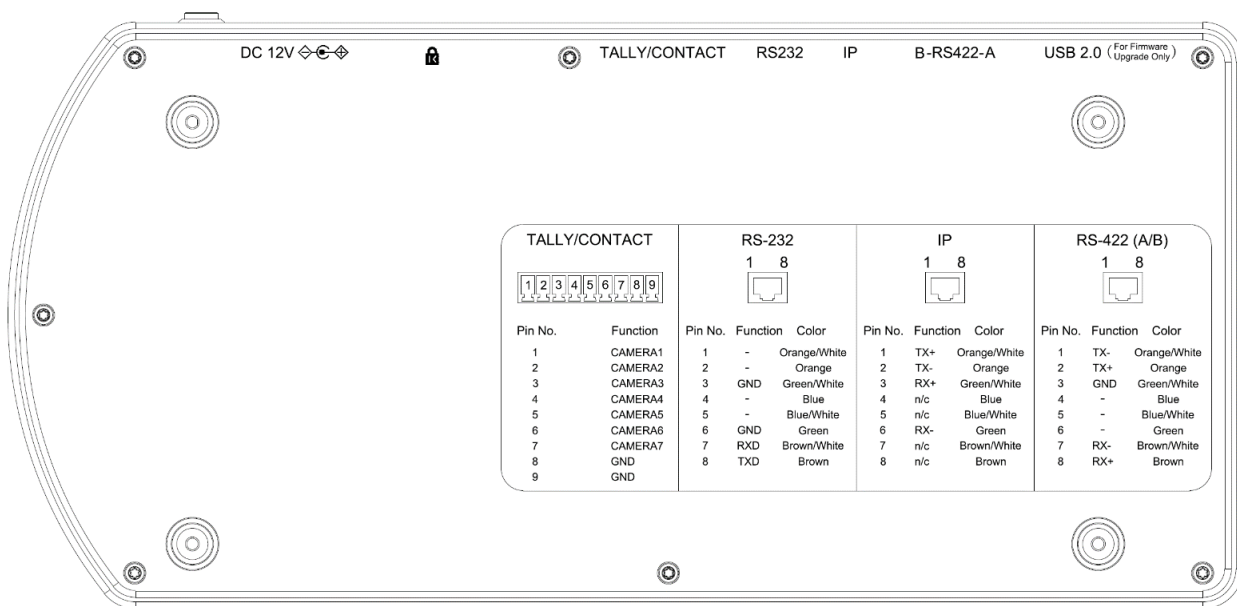 DC 12V
TALLY/CONTACT RS232 IP B-RS422-A USB 2.0 (For Firmware Upgrade Only)
TALLY/CONTACT RS-232 IP RS-422 (A/B)
1 8 1 8 1 8
1 2 3 4 5 6 7 8 9
Pin No. Function Pin No. Function Color Pin No. Function Color Pin No. Function Color
1 CAMERA1 1 - Orange/White 1 TX+ Orange/White 1 TX- Orange/White
2 CAMERA2 2 - Orange 2 TX- Orange 2 TX+ Orange
3 CAMERA3 3 GND Green/White 3 RX+ Green/White 3 GND Green/White
4 CAMERA4 4 - Blue 4 n/c Blue 4 - Blue
5 CAMERA5 5 - Blue/White 5 n/c Blue/White 5 - Blue/White
6 CAMERA6 6 GND Green 6 RX- Green 6 - Green
7 CAMERA7 7 RXD Brown/White 7 n/c Brown/White 7 RX- Brown/White
8 GND 8 TXD Brown 8 n/c Brown 8 RX+ Brown
9 GND